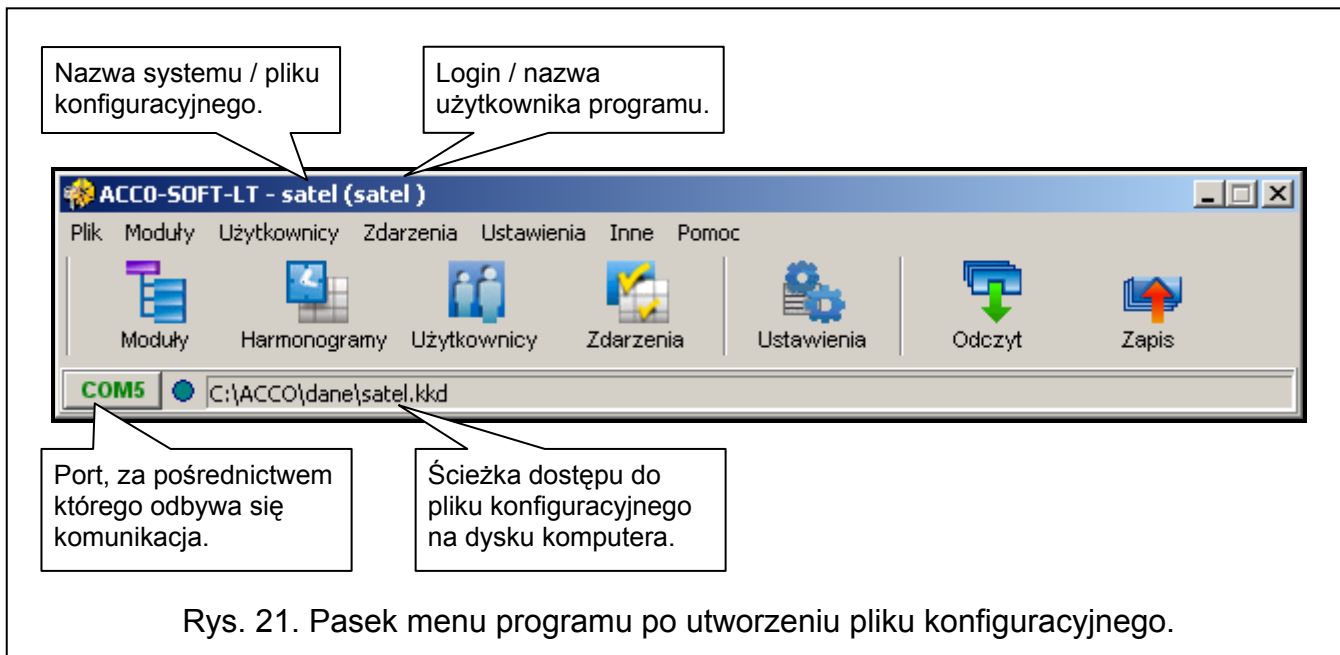 Nazwa systemu / pliku
konfiguracyjnego.
Login / nazwa
użytkownika programu.
ACCO-SOFT-LT - satel (satel )
Plik Moduły Użytkownicy Zdarzenia Ustawienia Inne Pomoc
Moduły Harmonogramy Użytkownicy Zdarzenia Ustawienia Odczyt Zapis
COM5 C:\ACCO\dane\satel.kkd
Port, za pośrednictwem
którego odbywa się
komunikacja.
Ścieżka dostępu do
pliku konfiguracyjnego
na dysku komputera.
Rys. 21. Pasek menu programu po utworzeniu pliku konfiguracyjnego.